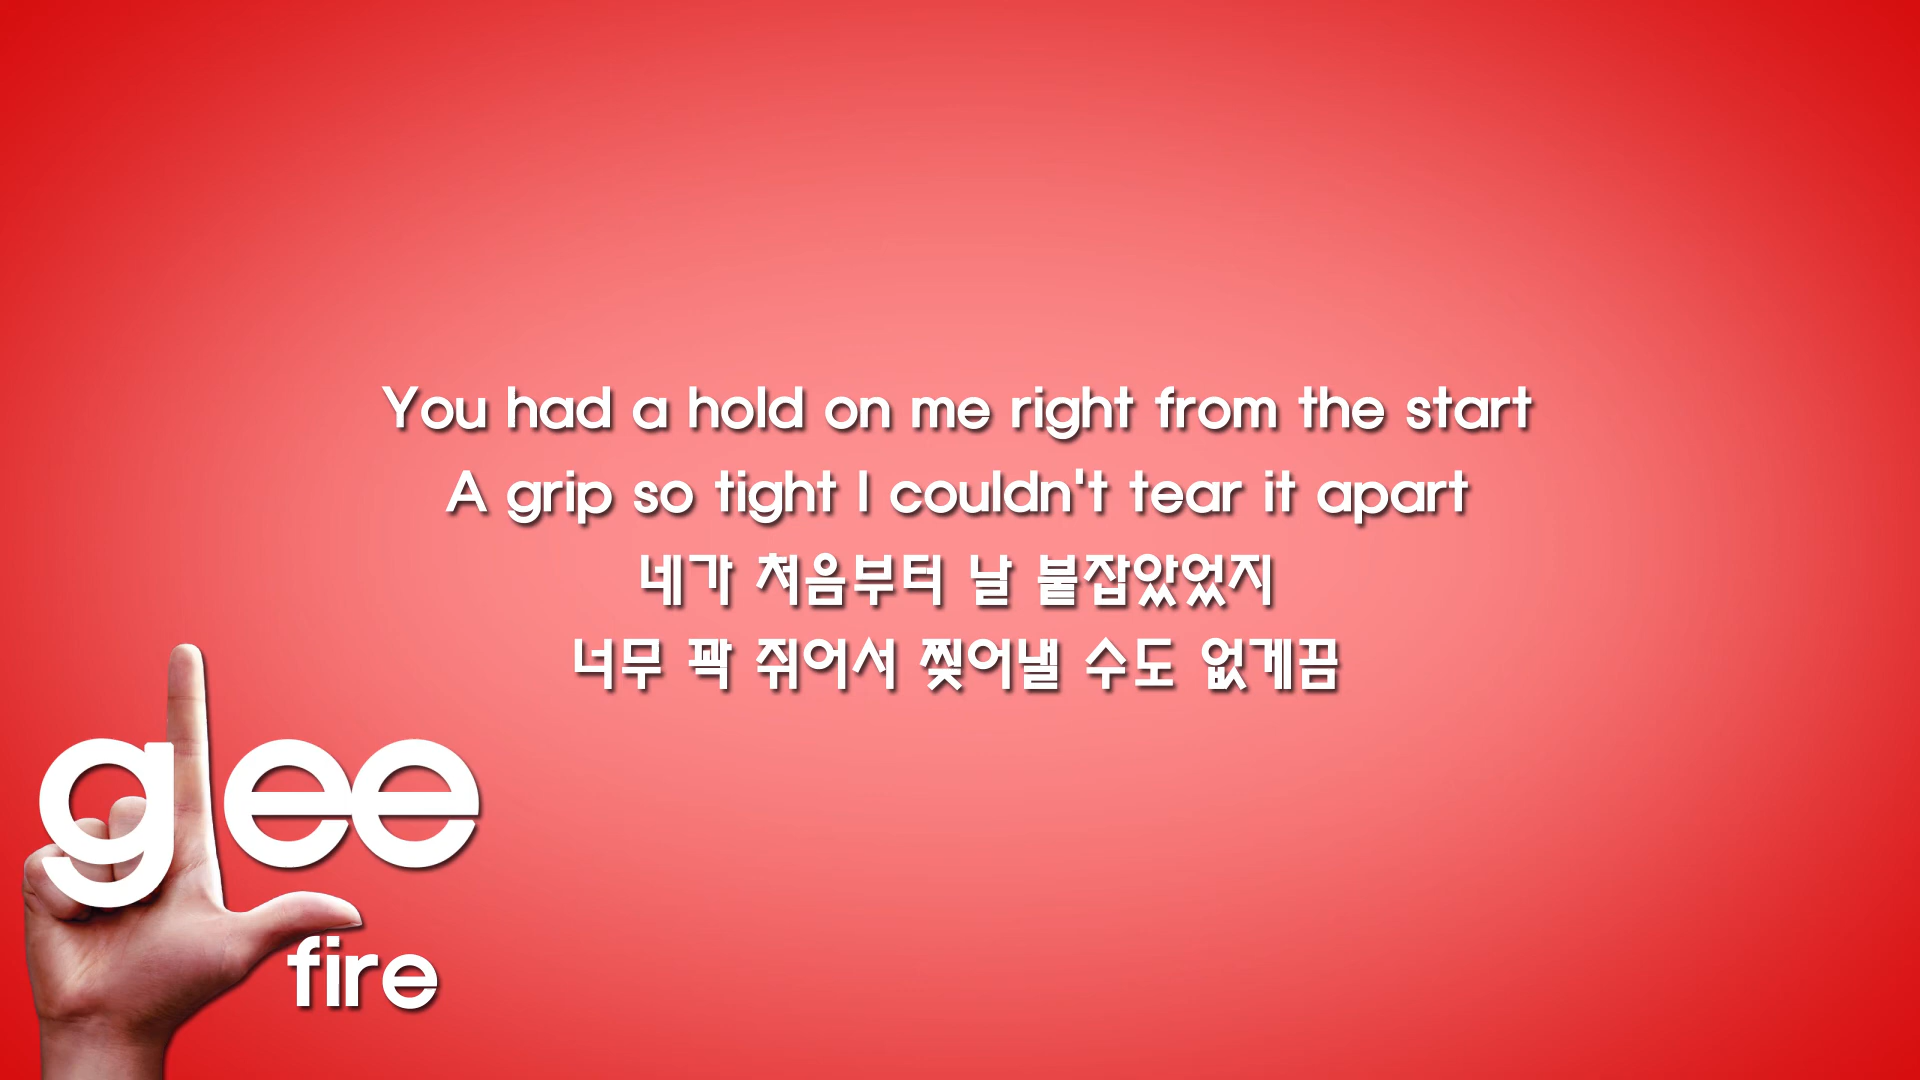 You had a hold on me right from the start
A grip so tight I couldn't tear it apart
네가 처음부터 날 붙잡았었지
너무 꽉 쥐어서 찢어낼 수도 없게끔
glee
fire